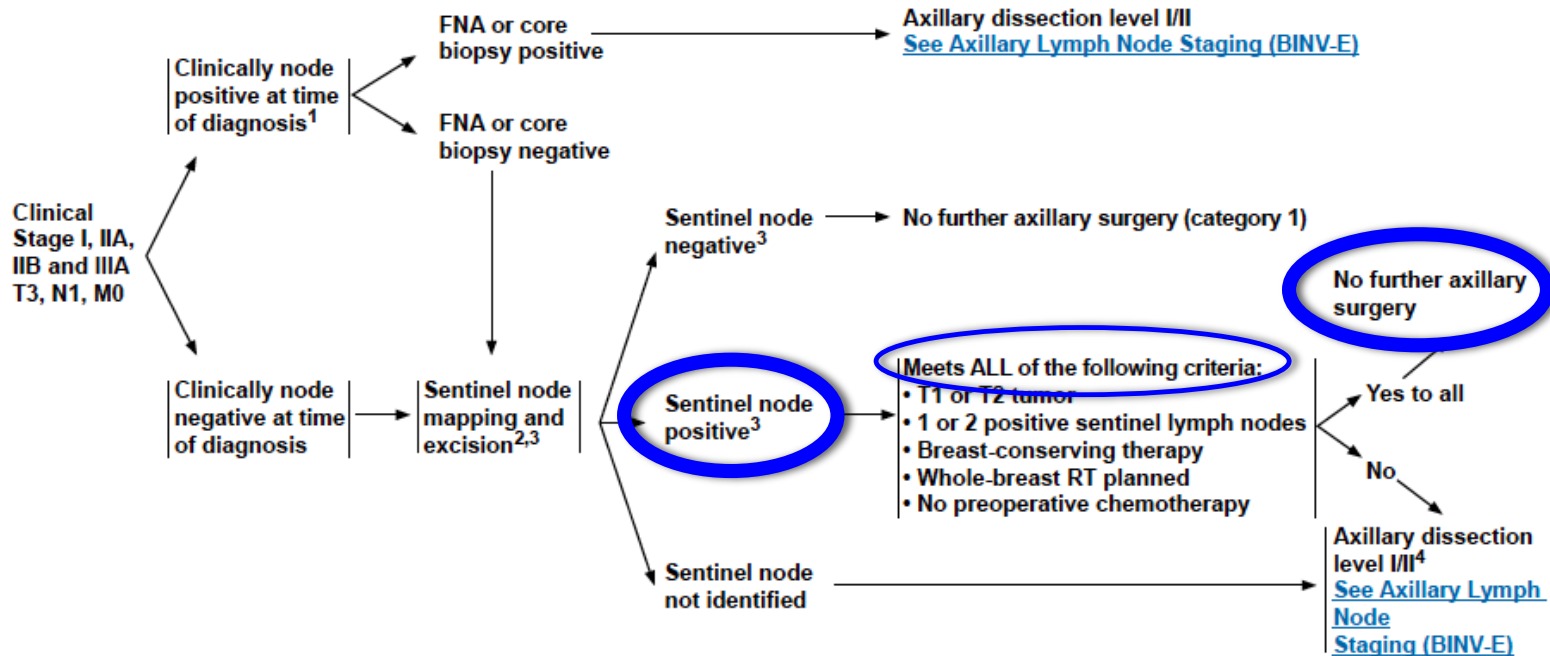 FNA or core
biopsy positive
Axillary dissection level I/II
See Axillary Lymph Node Staging (BINV-E)
Clinically node
positive at time
of diagnosis1
FNA or core
biopsy negative
Clinical
Stage I, IIA,
IIB and IIIA
T3, N1, M0
Sentinel node
negative3
No further axillary surgery (category 1)
No further axillary
surgery
Clinically node
negative at time
of diagnosis
Sentinel node
mapping and
excision2,3
Sentinel node
positive3
Meets ALL of the following criteria:
• T1 or T2 tumor
• 1 or 2 positive sentinel lymph nodes
• Breast-conserving therapy
• Whole-breast RT planned
• No preoperative chemotherapy
Yes to all
No
Sentinel node
not identified
Axillary dissection
level I/II4
See Axillary Lymph
Node
Staging (BINV-E)